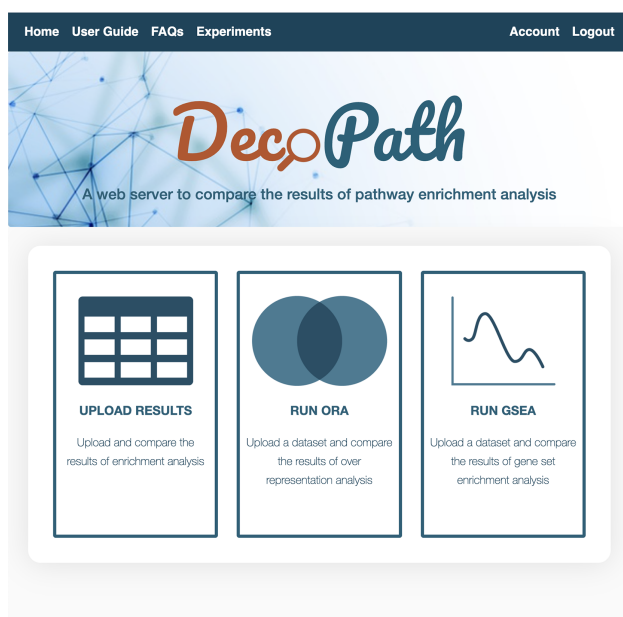 Home User Guide FAQs Experiments Account Logout
DecoPath
A web server to compare the results of pathway enrichment analysis
UPLOAD RESULTS
Upload and compare the
results of enrichment analysis
RUN ORA
Upload a dataset and compare
the results of over
representation analysis
RUN GSEA
Upload a dataset and compare
the results of gene set
enrichment analysis